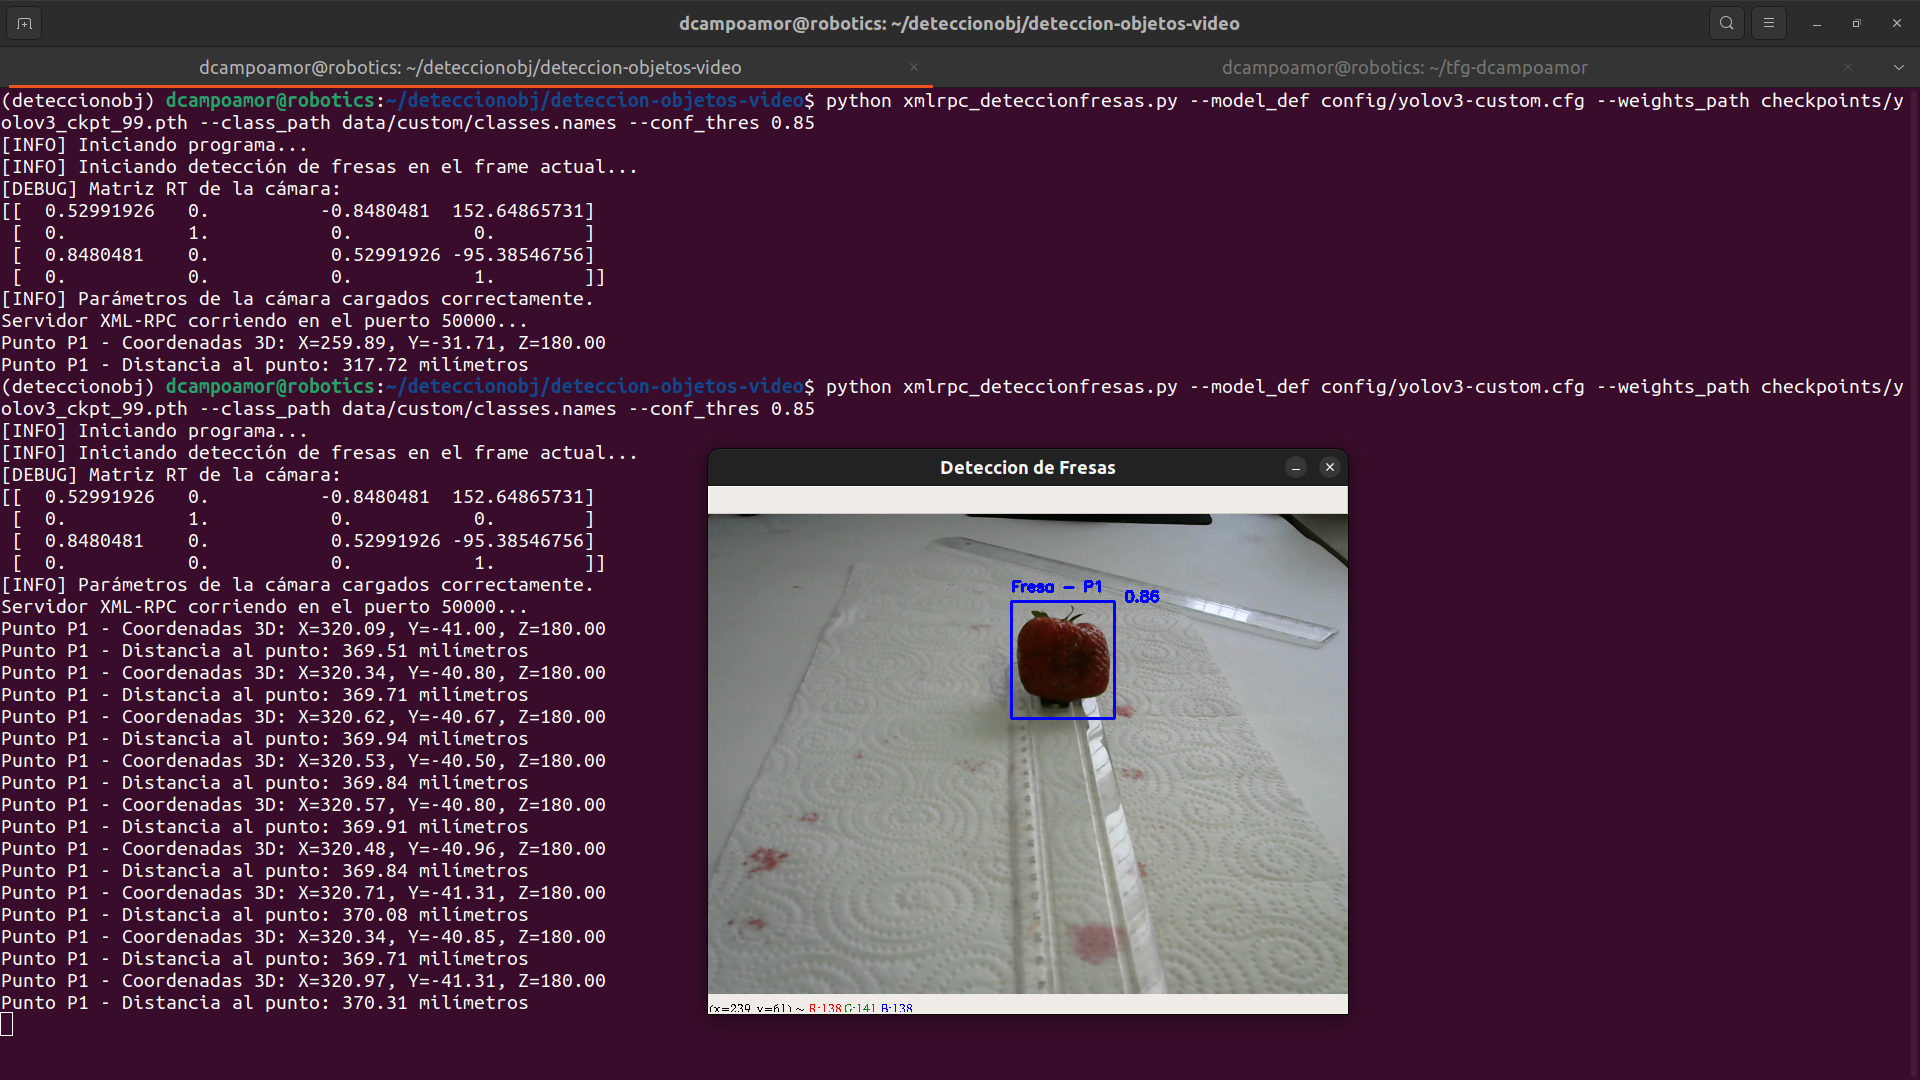 dcampoamor@robotics: ~/deteccionobj/deteccion-objetos-video
dcampoamor@robotics: ~/deteccionobj/deteccion-objetos-video
dcampoamor@robotics: ~/tfg-dcampoamor
(deteccionobj) dcampoamor@robotics:~/deteccionobj/deteccion-objetos-video$ python xmlrpc_deteccionfresas.py --model_def config/yolov3-custom.cfg --weights_path checkpoints/y
olov3_ckpt_99.pth --class_path data/custom/classes.names --conf_thres 0.85
[INFO] Iniciando programa...
[INFO] Iniciando detección de fresas en el frame actual...
[DEBUG] Matriz RT de la cámara:
[[  0.52991926   0.          -0.8480481  152.64865731]
 [  0.           1.           0.           0.        ]
 [  0.8480481    0.           0.52991926 -95.38546756]
 [  0.           0.           0.           1.        ]]
[INFO] Parámetros de la cámara cargados correctamente.
Servidor XML-RPC corriendo en el puerto 50000...
Punto P1 - Coordenadas 3D: X=259.89, Y=-31.71, Z=180.00
Punto P1 - Distancia al punto: 317.72 milímetros
(deteccionobj) dcampoamor@robotics:~/deteccionobj/deteccion-objetos-video$ python xmlrpc_deteccionfresas.py --model_def config/yolov3-custom.cfg --weights_path checkpoints/y
olov3_ckpt_99.pth --class_path data/custom/classes.names --conf_thres 0.85
[INFO] Iniciando programa...
[INFO] Iniciando detección de fresas en el frame actual...
[DEBUG] Matriz RT de la cámara:
[[  0.52991926   0.          -0.8480481  152.64865731]
 [  0.           1.           0.           0.        ]
 [  0.8480481    0.           0.52991926 -95.38546756]
 [  0.           0.           0.           1.        ]]
[INFO] Parámetros de la cámara cargados correctamente.
Servidor XML-RPC corriendo en el puerto 50000...
Punto P1 - Coordenadas 3D: X=320.09, Y=-41.00, Z=180.00
Punto P1 - Distancia al punto: 369.51 milímetros
Punto P1 - Coordenadas 3D: X=320.34, Y=-40.80, Z=180.00
Punto P1 - Distancia al punto: 369.71 milímetros
Punto P1 - Coordenadas 3D: X=320.62, Y=-40.67, Z=180.00
Punto P1 - Distancia al punto: 369.94 milímetros
Punto P1 - Coordenadas 3D: X=320.53, Y=-40.50, Z=180.00
Punto P1 - Distancia al punto: 369.84 milímetros
Punto P1 - Coordenadas 3D: X=320.57, Y=-40.80, Z=180.00
Punto P1 - Distancia al punto: 369.91 milímetros
Punto P1 - Coordenadas 3D: X=320.48, Y=-40.96, Z=180.00
Punto P1 - Distancia al punto: 369.84 milímetros
Punto P1 - Coordenadas 3D: X=320.71, Y=-41.31, Z=180.00
Punto P1 - Distancia al punto: 370.08 milímetros
Punto P1 - Coordenadas 3D: X=320.34, Y=-40.85, Z=180.00
Punto P1 - Distancia al punto: 369.71 milímetros
Punto P1 - Coordenadas 3D: X=320.97, Y=-41.31, Z=180.00
Punto P1 - Distancia al punto: 370.31 milímetros
Deteccion de Fresas
Fresa - P1
0.86
(x=239, y=61) ~ R:138 G:141 B:138